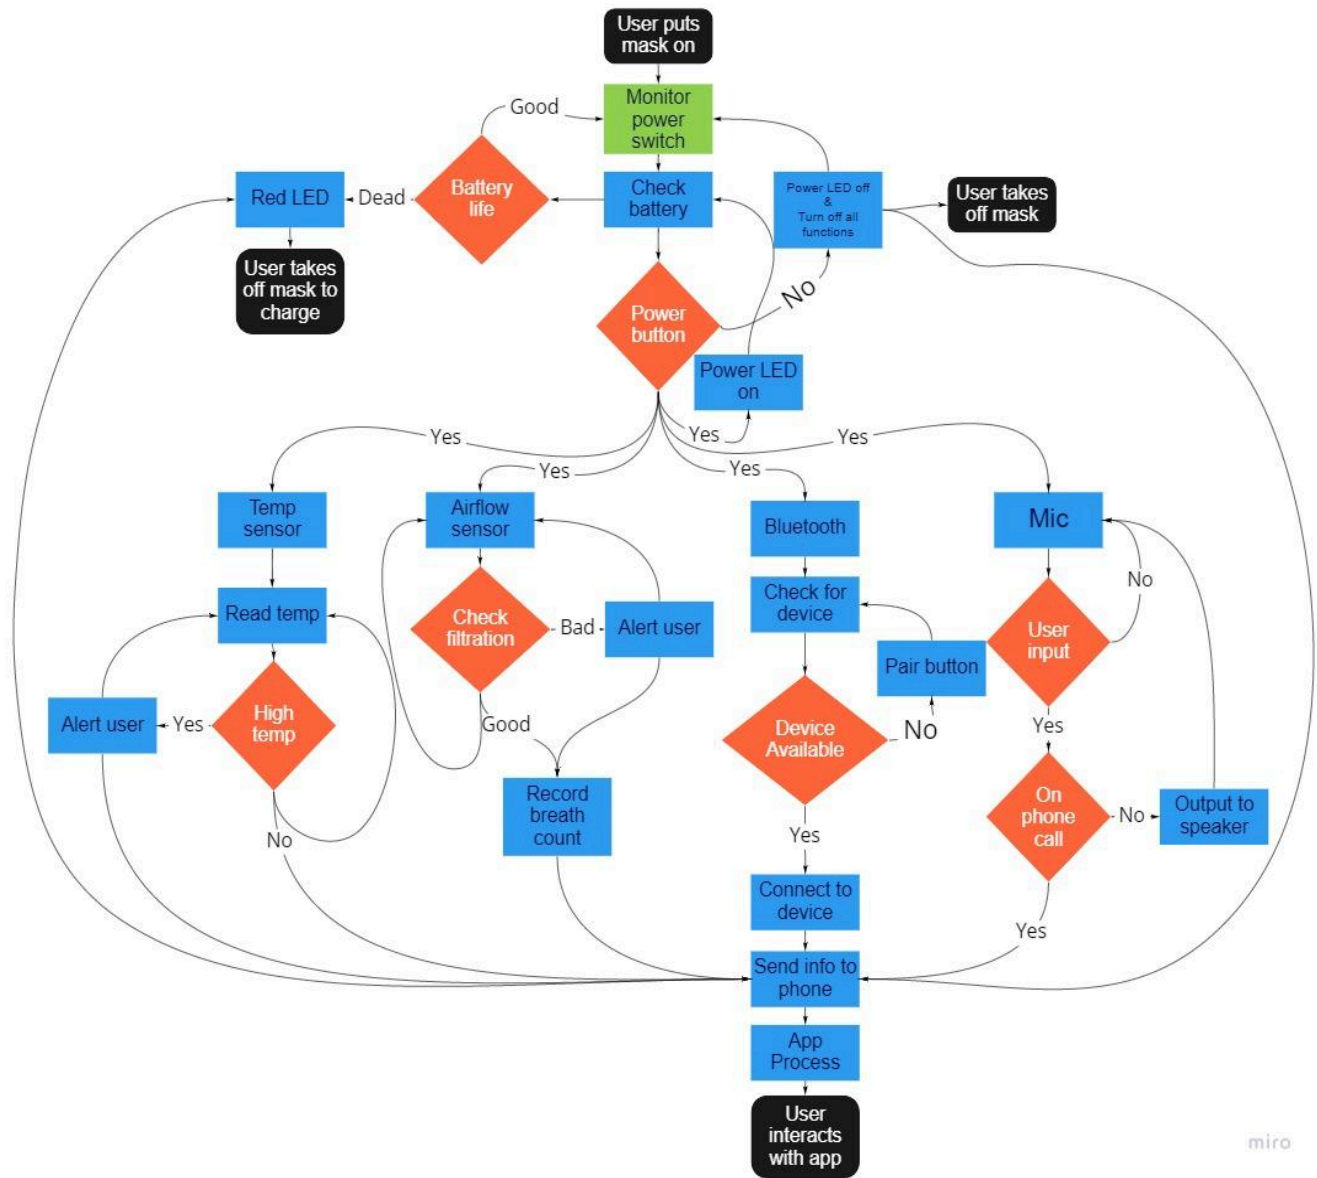 User puts
mask on
Monitor
power
switch
Good
Red LED
Dead
Battery
life
Check
battery
Power LED off
&
Turn off all
functions
User takes
off mask
User takes
off mask to
charge
Power
button
No
Power LED
on
Yes
Yes
Yes
Yes
Yes
Temp
sensor
Airflow
sensor
Bluetooth
Mic
Read temp
Check
filtration
Bad
Alert user
Check for
device
User
input
No
Pair button
Alert user
Yes
High
temp
Good
Device
Available
No
Yes
No
Record
breath
count
Yes
On
phone
call
No
Output to
speaker
Connect to
device
Yes
Send info to
phone
App
Process
User
interacts
with app
miro